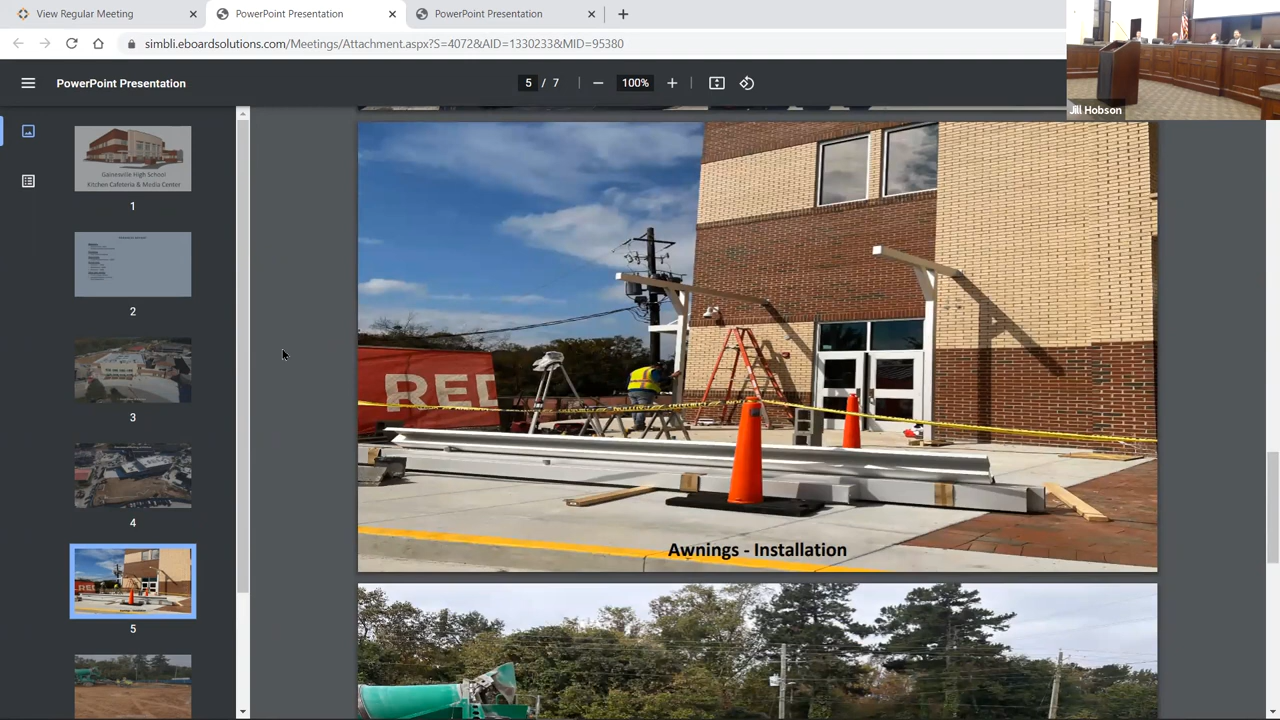 View Regular Meeting
PowerPoint Presentation
PowerPoint Presentation
simbli.eboardsolutions.com/Meetings/Attachment.aspx?S=4072&AID=1330233&MID=95380
PowerPoint Presentation
5 / 7
100%
Jill Hobson
Gainesville High School
Kitchen Cafeteria & Media Center
1
2
3
4
5
RED
Awnings - Installation